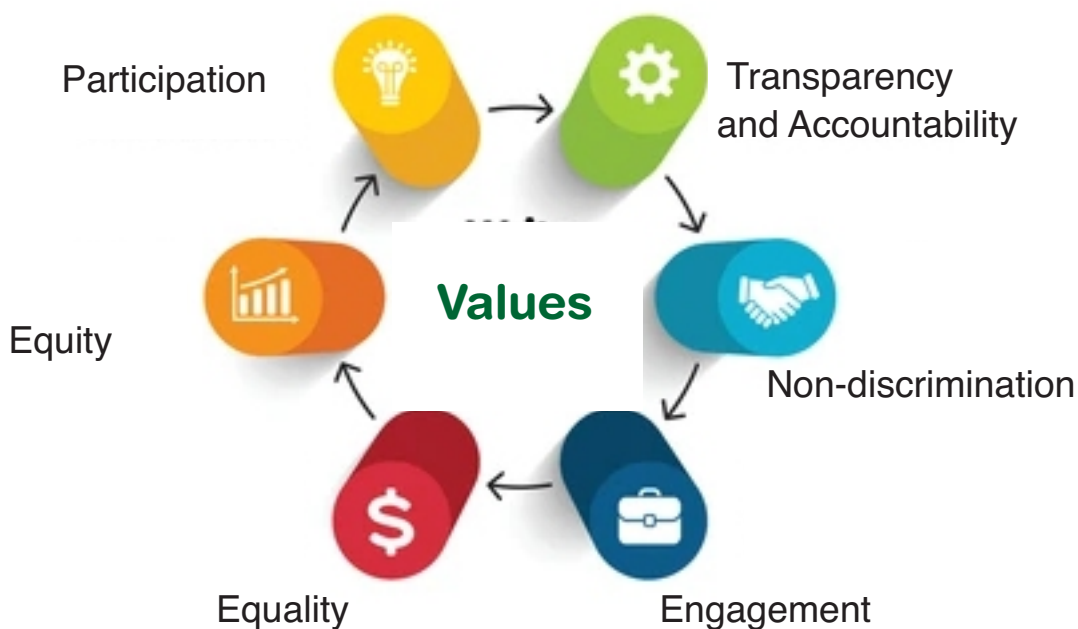 Participation
Transparency
and Accountability
Values
Equity
Non-discrimination
Equality
Engagement